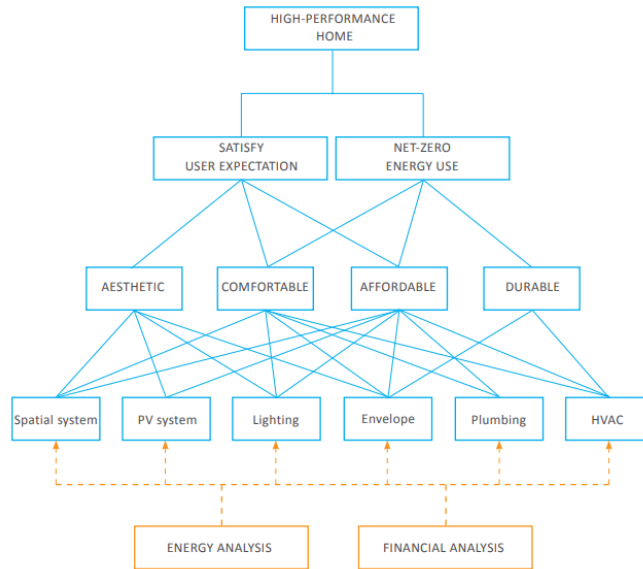 HIGH-PERFORMANCE
HOME
SATISFY
USER EXPECTATION
NET-ZERO
ENERGY USE
AESTHETIC
COMFORTABLE
AFFORDABLE
DURABLE
Spatial system
PV system
Lighting
Envelope
Plumbing
HVAC
ENERGY ANALYSIS
FINANCIAL ANALYSIS